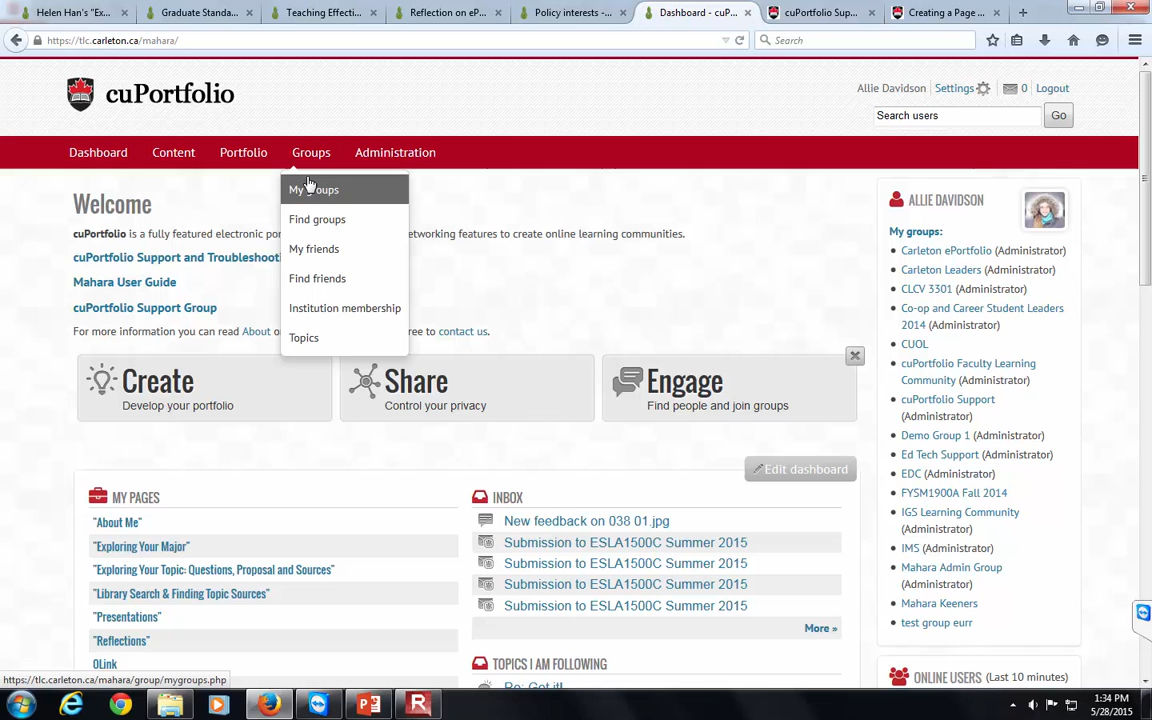 Helen Han's "Ex...
Graduate Standa...
Teaching Effecti...
Reflection on eP...
Policy interests -...
Dashboard - cuP...
cuPortfolio Sup...
Creating a Page ...
https://tlc.carleton.ca/mahara/
Search
cuPortfolio
Allie Davidson Settings 0 Logout
Search users Go
Dashboard Content Portfolio Groups Administration
My groups
Find groups
My friends
Find friends
Institution membership
Topics
Welcome
cuPortfolio is a fully featured electronic por
etworking features to create online learning communities.
cuPortfolio Support and Troubleshooti
Mahara User Guide
cuPortfolio Support Group
For more information you can read About o
ee to contact us.
Create
Develop your portfolio
Share
Control your privacy
Engage
Find people and join groups
Edit dashboard
MY PAGES
"About Me"
"Exploring Your Major"
"Exploring Your Topic: Questions, Proposal and Sources"
"Library Search & Finding Topic Sources"
"Presentations"
"Reflections"
0Link
INBOX
New feedback on 038 01.jpg
Submission to ESLA1500C Summer 2015
Submission to ESLA1500C Summer 2015
Submission to ESLA1500C Summer 2015
Submission to ESLA1500C Summer 2015
More »
TOPICS I AM FOLLOWING
Re: Got it!
ALLIE DAVIDSON
My groups:
Carleton ePortfolio (Administrator)
Carleton Leaders (Administrator)
CLCV 3301 (Administrator)
Co-op and Career Student Leaders
2014 (Administrator)
CUOL
cuPortfolio Faculty Learning
Community (Administrator)
cuPortfolio Support
(Administrator)
Demo Group 1 (Administrator)
Ed Tech Support (Administrator)
EDC (Administrator)
FYSM1900A Fall 2014
IGS Learning Community
(Administrator)
IMS (Administrator)
Mahara Admin Group
(Administrator)
Mahara Keeners
test group eurr
ONLINE USERS (Last 10 minutes)
https://tlc.carleton.ca/mahara/group/mygroups.php
1:34 PM
5/28/2015